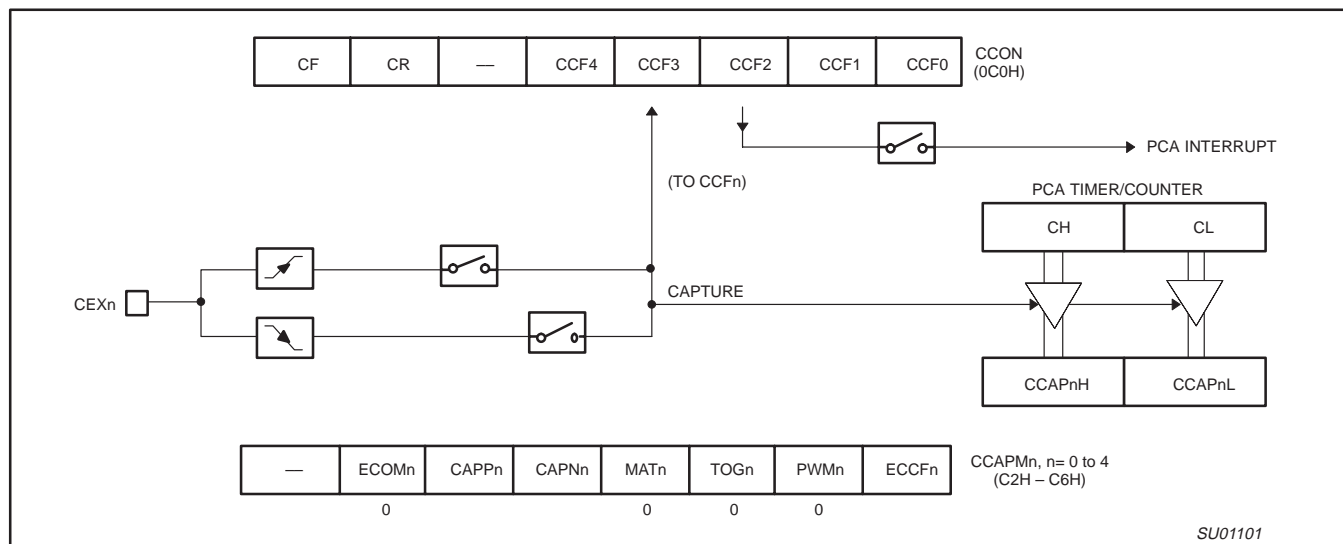 CF CR — CCF4 CCF3 CCF2 CCF1 CCF0
CCON
(0C0H)
PCA INTERRUPT
(TO CCFn)
PCA TIMER/COUNTER
CH CL
CEXn
CAPTURE
CCAPnH CCAPnL
— ECOMn CAPPn CAPNn MATn TOGn PWMn ECCFn
CCAPMn, n= 0 to 4
(C2H – C6H)
0 0 0 0
SU01101